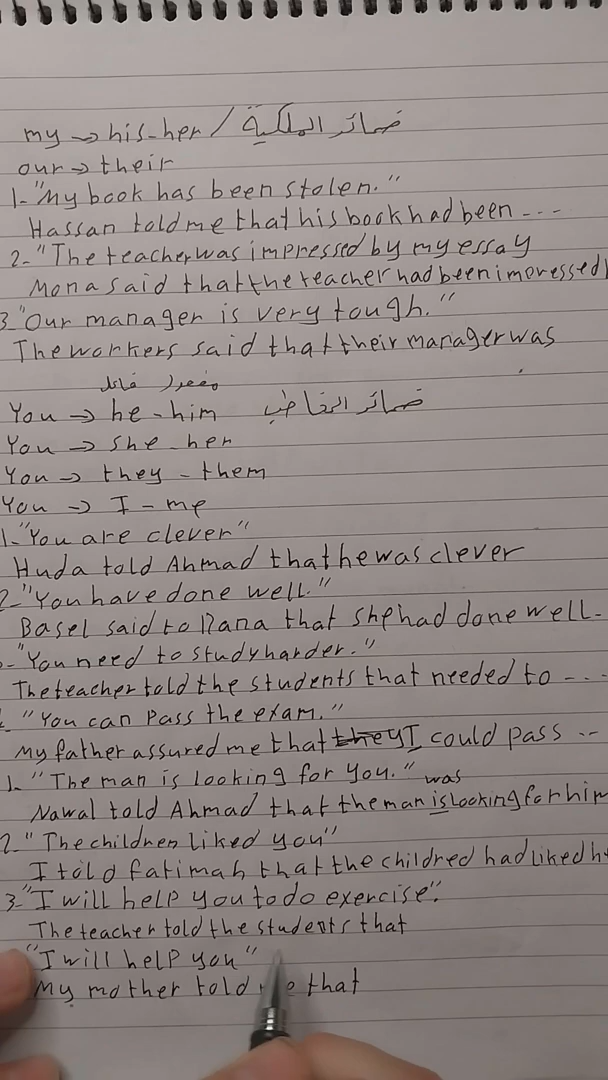 my → his-her / ضمائر الملكية
our → their
1- "My book has been stolen."
Hassan told me that his book had been ---
2- "The teacher was impressed by my essay
Mona said that the teacher had been imoressed
3 "Our manager is very tough."
The workers said that their manager was
مفعول فاعل
You → he - him ضمائر المخاطب
You → she her
You → they - them
You → I - me
1- "You are clever"
Huda told Ahmad that he was clever
2- "You have done well."
Basel said to Rana that she had done well-
- "You need to study harder."
The teacher told the students that needed to ---
"You can pass the exam."
My father assured me that they I could pass --
1. "The man is looking for you." was
Nawal told Ahmad that the man is looking for him
2. "The children liked you"
I told fatimah that the childred had liked
3- "I will help you to do exercise".
The teacher told the students that
"I will help you"
My mother told me that